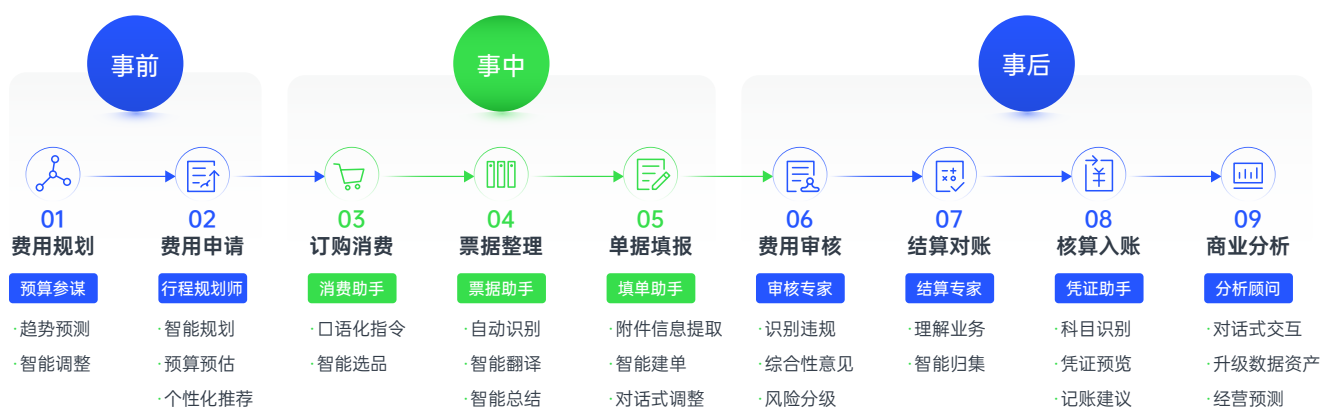 事前
事中
事后
01
02
03
04
05
06
07
08
09
费用规划
费用申请
订购消费
票据整理
单据填报
费用审核
结算对账
核算入账
商业分析
预算参谋
行程规划师
消费助手
票据助手
填单助手
审核专家
结算专家
凭证助手
分析顾问
·趋势预测
·智能规划
·口语化指令
·自动识别
·附件信息提取
·识别违规
·理解业务
·科目识别
·对话式交互
·智能调整
·预算预估
·智能选品
·智能翻译
·智能建单
·综合性意见
·智能归集
·凭证预览
·升级数据资产
·个性化推荐
·智能总结
·对话式调整
·风险分级
·记账建议
·经营预测